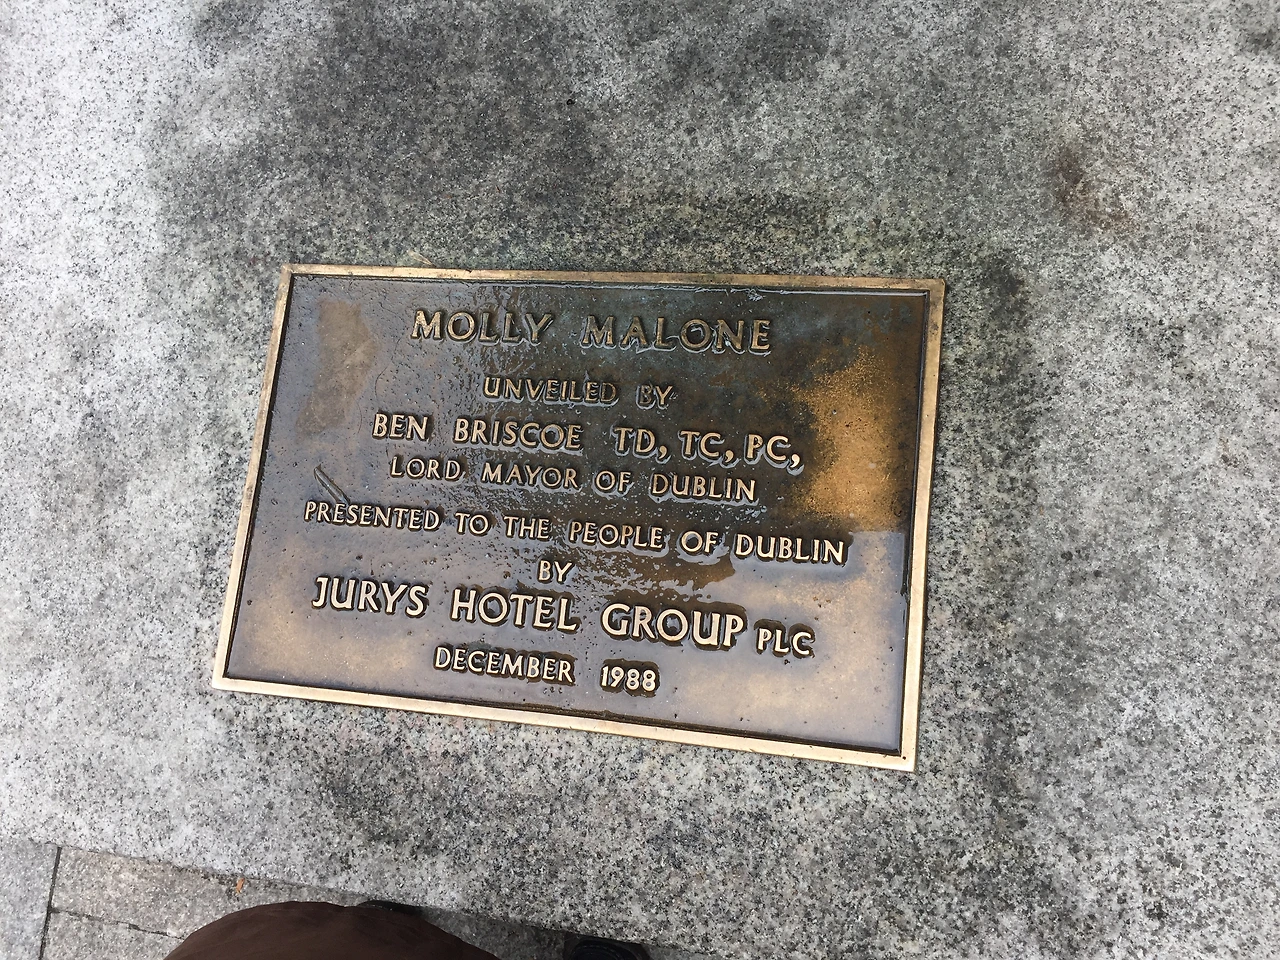 MOLLY MALONE
UNVEILED BY
BEN BRISCOE TD, TC, PC,
LORD MAYOR OF DUBLIN
PRESENTED TO THE PEOPLE OF DUBLIN
BY
JURYS HOTEL GROUP PLC
DECEMBER 1988